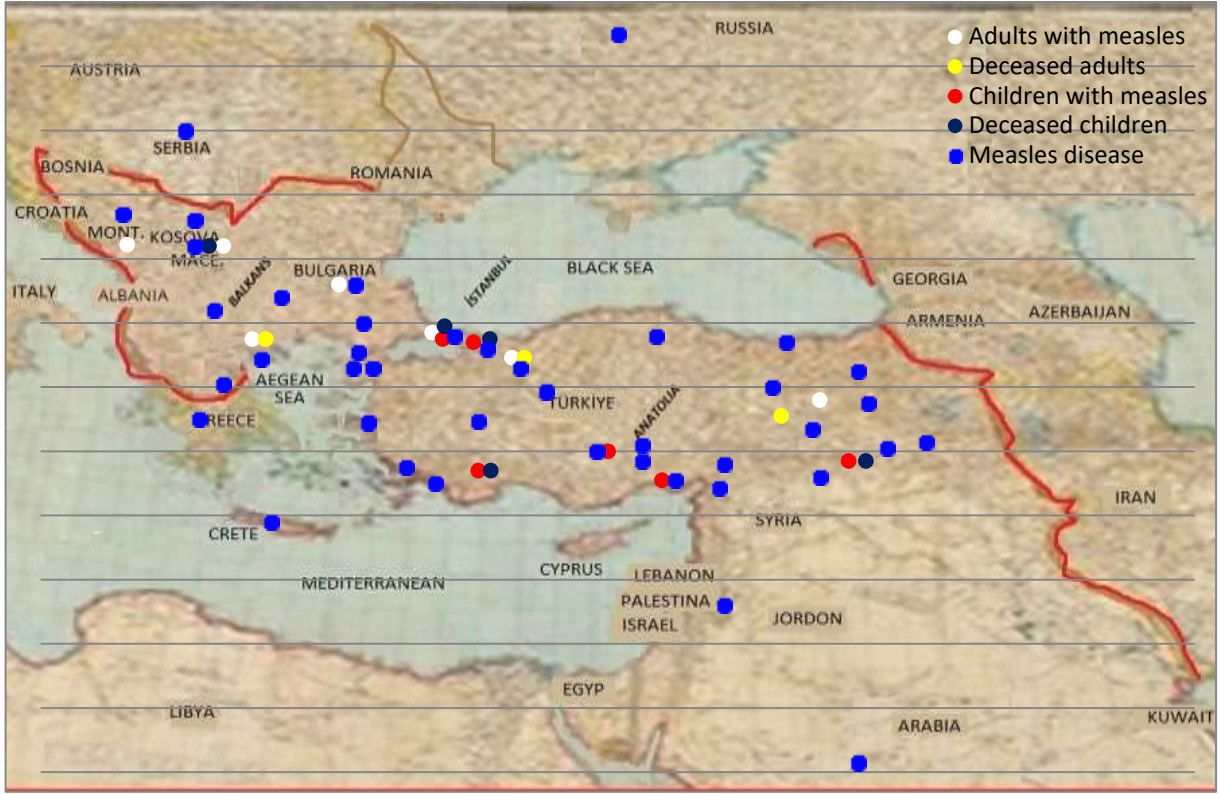 RUSSIA
Adults with measles
Deceased adults
Children with measles
Deceased children
Measles disease
AUSTRIA
SERBIA
BOSNIA
ROMANIA
CROATIA
MONT.
KOSOVA
MACE.
BULGARIA
BALKANS
İSTANBUL
BLACK SEA
GEORGIA
ITALY
ALBANIA
ARMENIA
AZERBAIJAN
AEGEAN
SEA
TÜRKİYE
ANATOLIA
REECE
IRAN
SYRIA
CRETE
CYPRUS
LEBANON
MEDITERRANEAN
PALESTINA
ISRAEL
JORDON
EGYP
LIBYA
ARABIA
KUWAIT